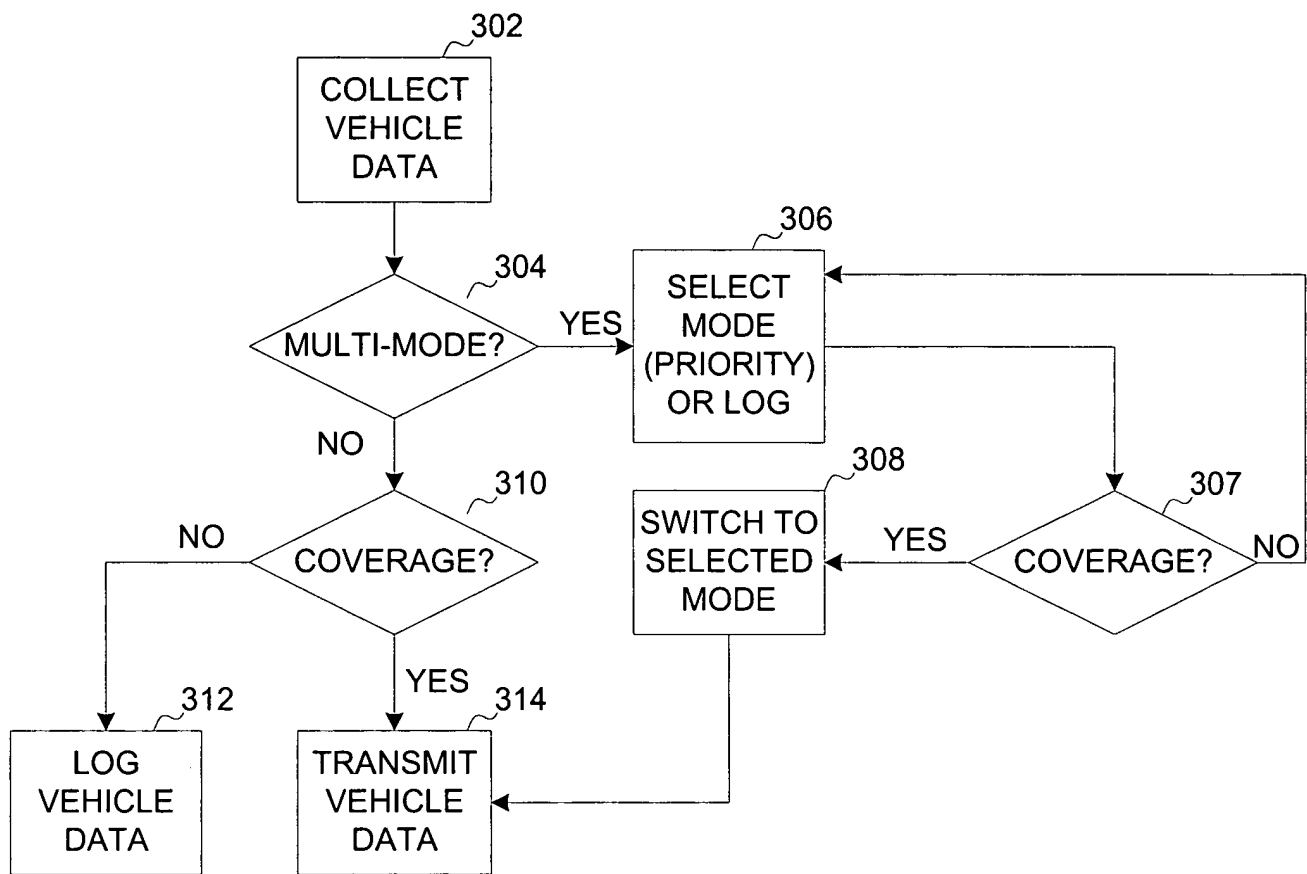 302
COLLECT
VEHICLE
DATA
304
MULTI-MODE?
YES
NO
306
SELECT
MODE
(PRIORITY)
OR LOG
307
COVERAGE?
YES
NO
308
SWITCH TO
SELECTED
MODE
310
COVERAGE?
NO
YES
312
LOG
VEHICLE
DATA
314
TRANSMIT
VEHICLE
DATA